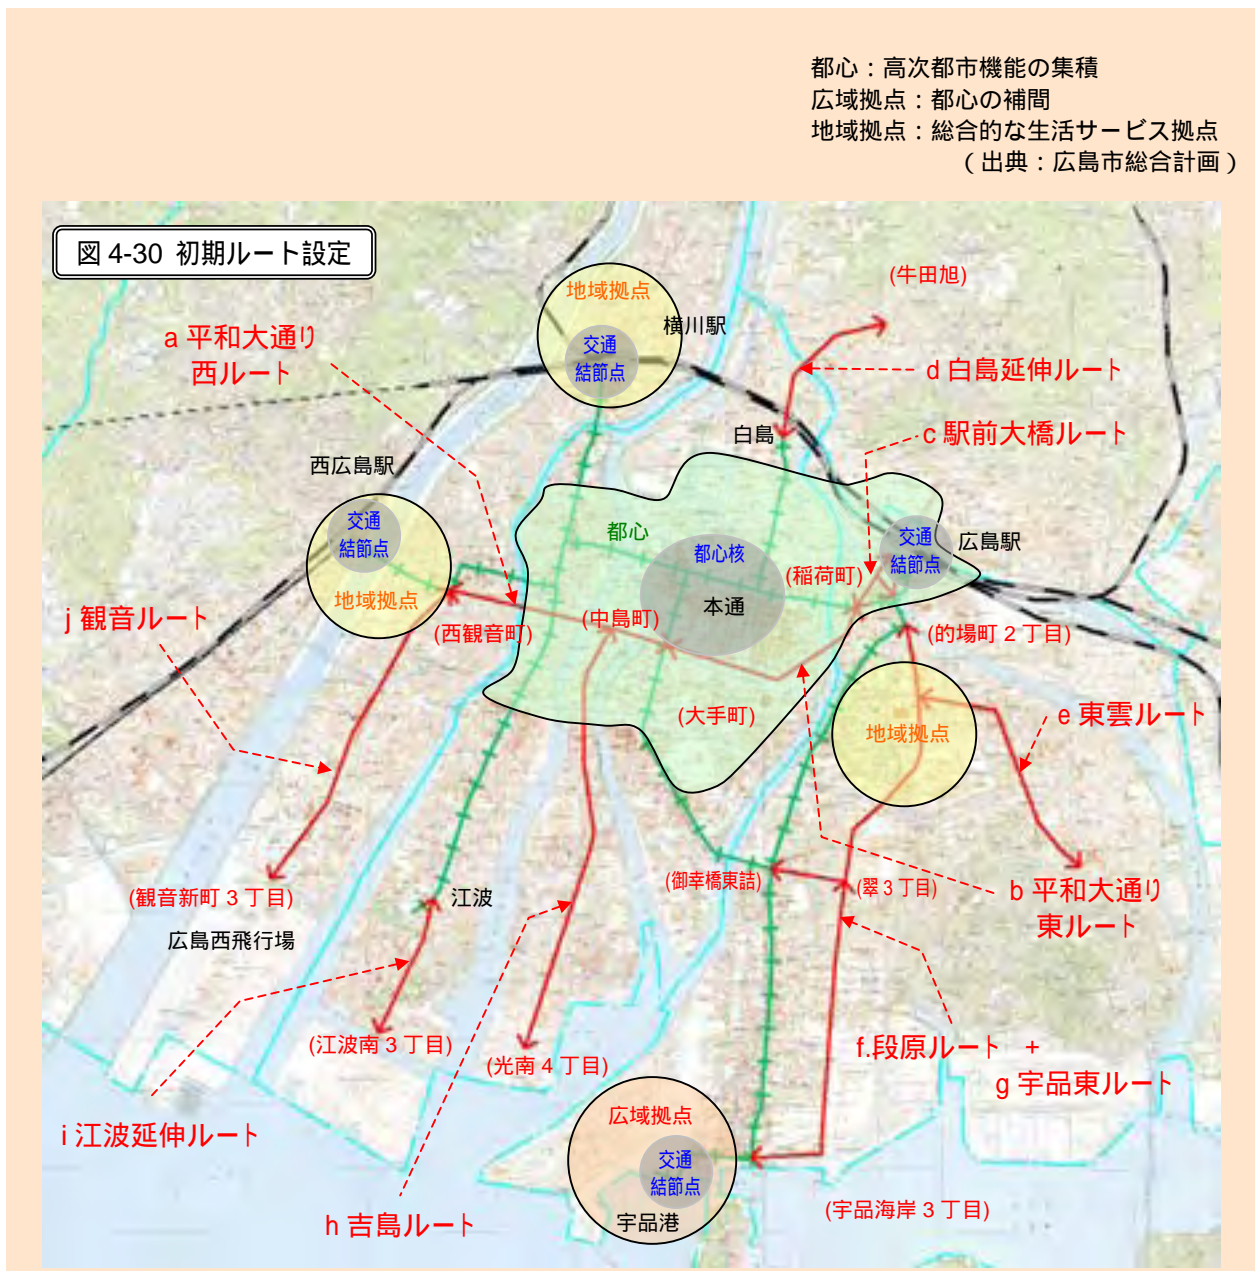 都心：高次都市機能の集積
広域拠点：都心の補間
地域拠点：総合的な生活サービス拠点
（出典：広島市総合計画）
図 4-30 初期ルート設定
(牛田旭)
地域拠点
横川駅
交通
結節点
a 平和大通り
西ルート
d 白島延伸ルート
白島
c 駅前大橋ルート
西広島駅
交通
結節点
都心
都心核
交通
結節点
広島駅
(稲荷町)
地域拠点
本通
j 観音ルート
(西観音町)
(中島町)
(的場町 2 丁目)
(大手町)
地域拠点
e 東雲ルート
(御幸橋東詰)
(翠 3 丁目)
(観音新町 3 丁目)
江波
b 平和大通り
東ルート
広島西飛行場
(江波南 3 丁目)
(光南 4 丁目)
f.段原ルート +
g 宇品東ルート
広域拠点
i 江波延伸ルート
交通
結節点
h 吉島ルート
宇品港
(宇品海岸 3 丁目)